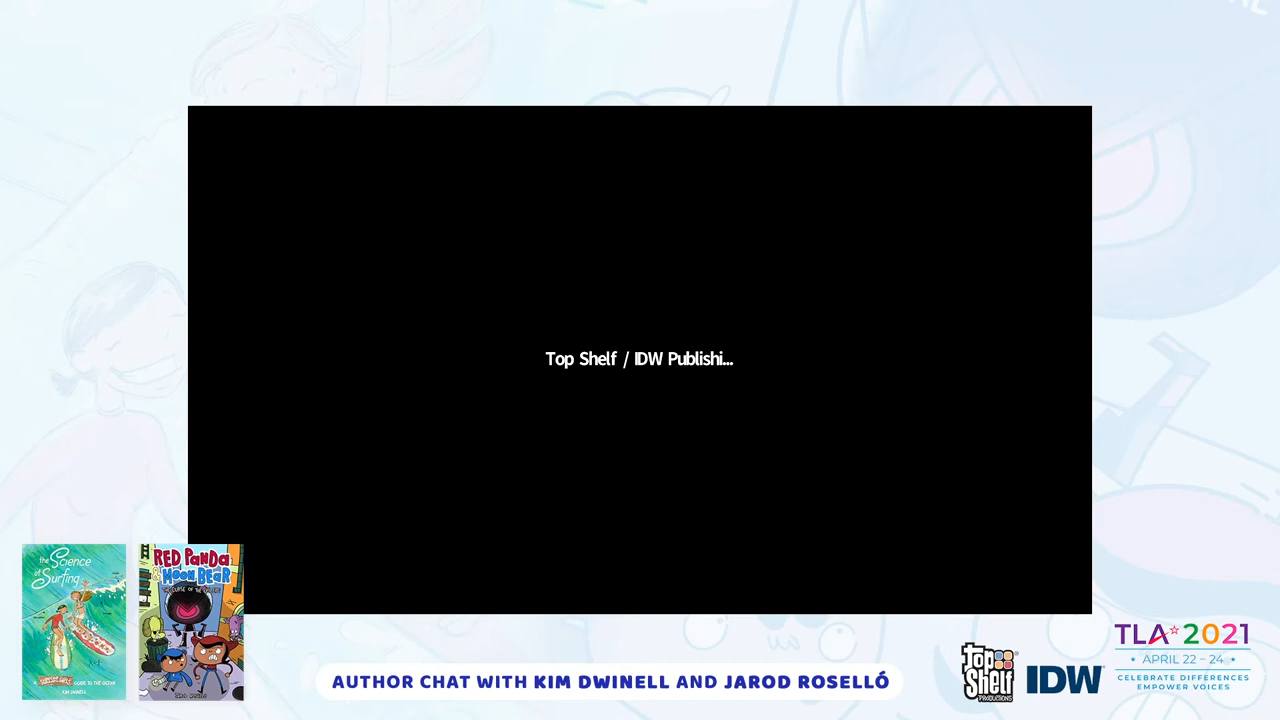 Top Shelf / IDW Publishi...
the Science
of Surfing
GUIDE TO THE OCEAN
KIM DWINELL
RED PANDA
& MOON BEAR
AUTHOR CHAT WITH KIM DWINELL AND JAROD ROSELLÓ
Top
Shelf
PRODUCTIONS
IDW
TLA 2021
APRIL 22 – 24
CELEBRATE DIFFERENCES
EMPOWER VOICES